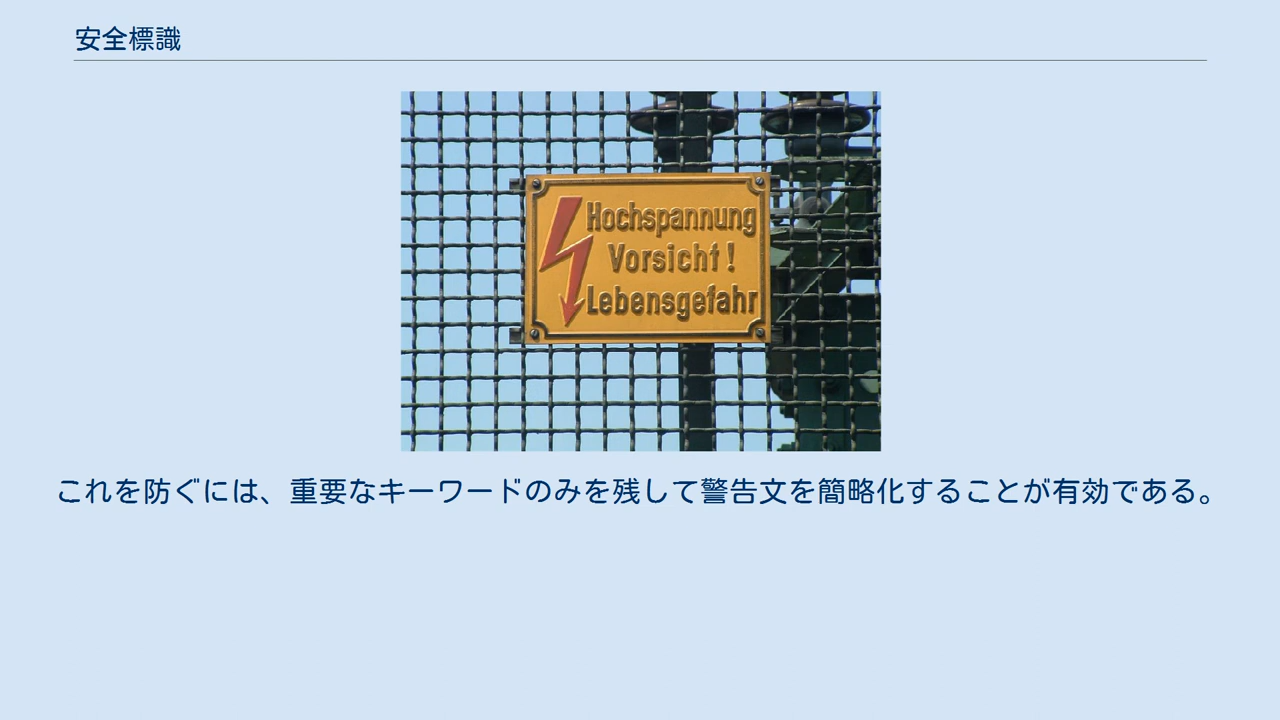 安全標識
Hochspannung
Vorsicht!
Lebensgefahr
これを防ぐには、重要なキーワードのみを残して警告文を簡略化することが有効である。